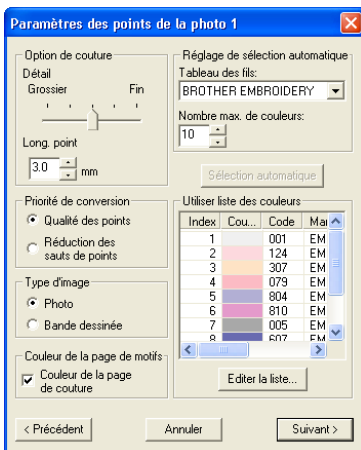 Paramètres des points de la photo 1
Option de couture
Détail
Grossier Fin
Long. point
3.0 mm
Priorité de conversion
Qualité des points
Réduction des
sauts de points
Type d'image
Photo
Bande dessinée
Couleur de la page de motifs
Couleur de la page
de couture
Réglage de sélection automatique
Tableau des fils:
BROTHER EMBROIDERY
Nombre max. de couleurs:
10
Sélection automatique
Utiliser liste des couleurs
Index Cou... Code Mar
1 001 EM
2 124 EM
3 307 EM
4 079 EM
5 804 EM
6 810 EM
7 005 EM
8 607 EM
Editer la liste...
< Précédent Annuler Suivant >